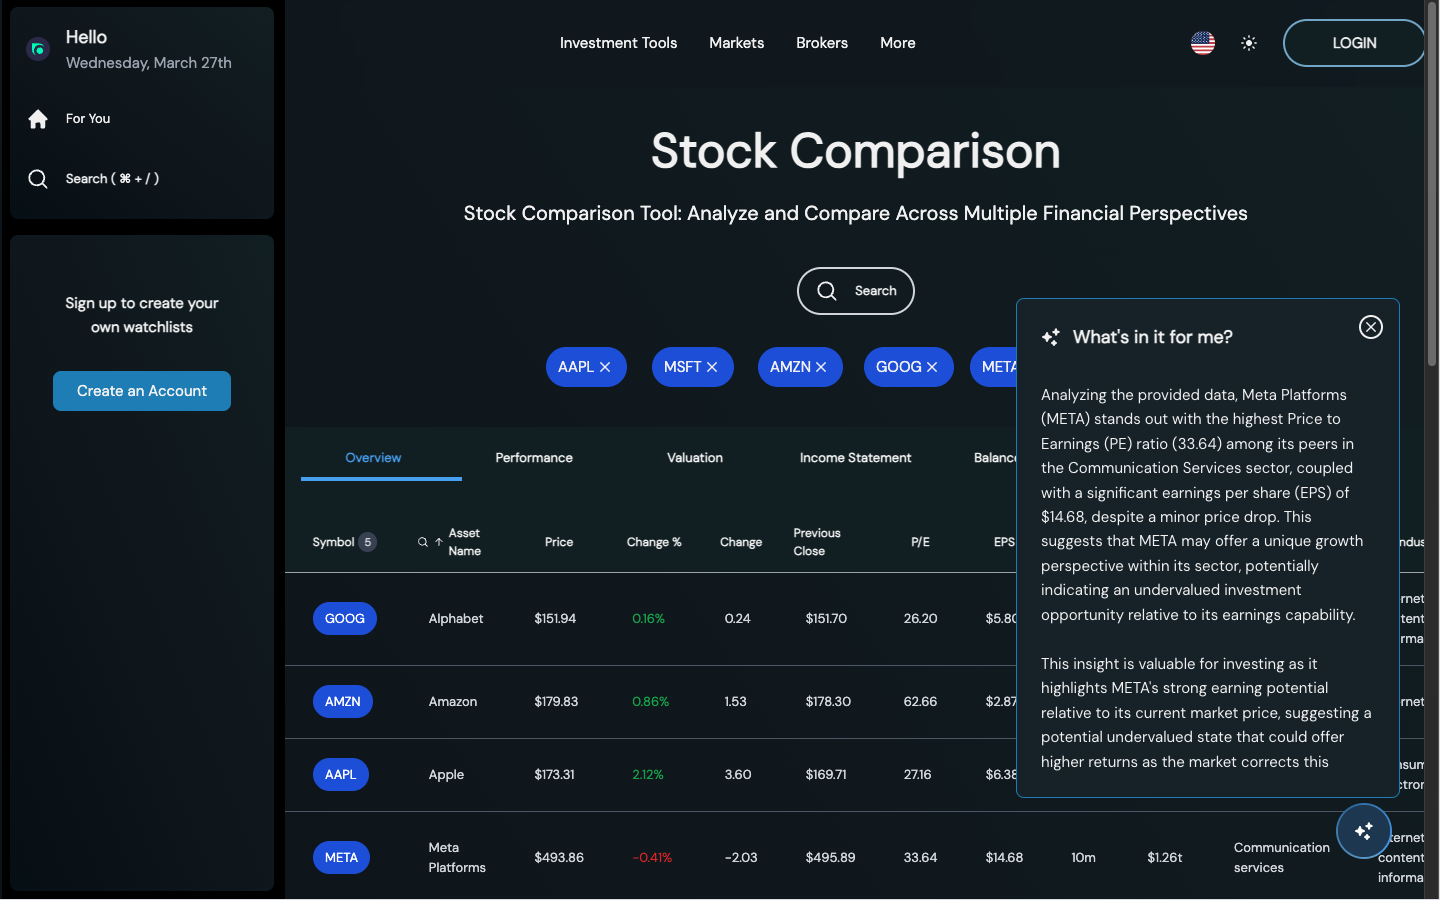 Hello
Wednesday, March 27th
For You
Search ( ⌘ + / )
Sign up to create your
own watchlists
Create an Account
Investment Tools
Markets
Brokers
More
LOGIN
Stock Comparison
Stock Comparison Tool: Analyze and Compare Across Multiple Financial Perspectives
Search
AAPL
MSFT
AMZN
GOOG
META
What's in it for me?
Analyzing the provided data, Meta Platforms
(META) stands out with the highest Price to
Earnings (PE) ratio (33.64) among its peers in
the Communication Services sector, coupled
with a significant earnings per share (EPS) of
$14.68, despite a minor price drop. This
suggests that META may offer a unique growth
perspective within its sector, potentially
indicating an undervalued investment
opportunity relative to its earnings capability.
This insight is valuable for investing as it
highlights META's strong earning potential
relative to its current market price, suggesting a
potential undervalued state that could offer
higher returns as the market corrects this
Overview
Performance
Valuation
Income Statement
Balance
Symbol 5
Asset
Name
Price
Change %
Change
Previous
Close
P/E
EPS
GOOG
Alphabet
$151.94
0.16%
0.24
$151.70
26.20
$5.80
AMZN
Amazon
$179.83
0.86%
1.53
$178.30
62.66
$2.87
AAPL
Apple
$173.31
2.12%
3.60
$169.71
27.16
$6.38
META
Meta
Platforms
$493.86
-0.41%
-2.03
$495.89
33.64
$14.68
10m
$1.26t
Communication
services
content
informa